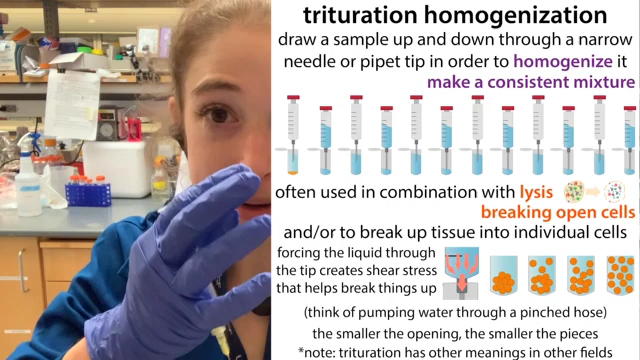 trituration homogenization
draw a sample up and down through a narrow
needle or pipet tip in order to homogenize it
make a consistent mixture
often used in combination with lysis
breaking open cells
and/or to break up tissue into individual cells
forcing the liquid through
the tip creates shear stress
that helps break things up
(think of pumping water through a pinched hose)
the smaller the opening, the smaller the pieces
*note: trituration has other meanings in other fields